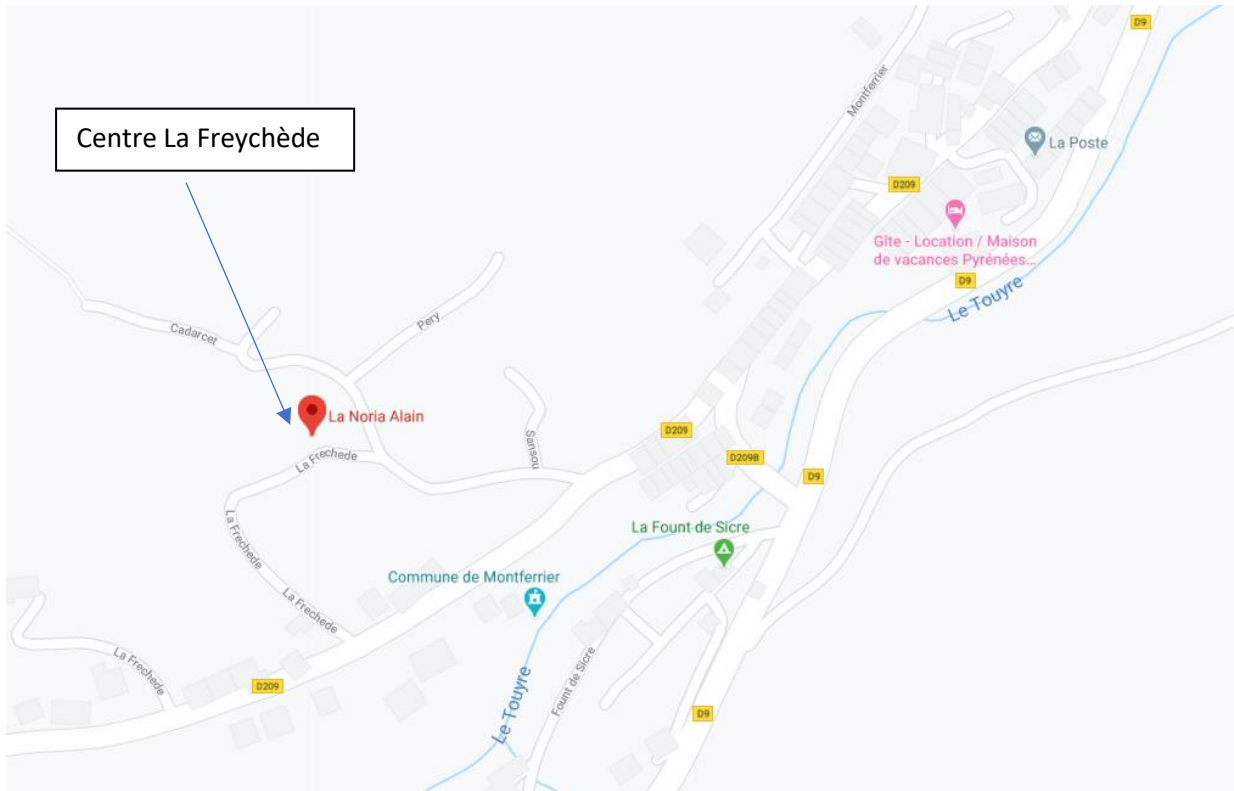 D9
Centre La Freychède
Montferrier
La Poste
D209
Gîte - Location / Maison
de vacances Pyrénées...
D9
Le Touyre
Cadarcet
Pery
La Noria Alain
D209
Sansou
La Frechede
D209B
D9
La Frechede
La Fount de Sicre
Commune de Montferrier
La Frechede
La Frechede
Fount de Sicre
D209
Le Touyre
D9